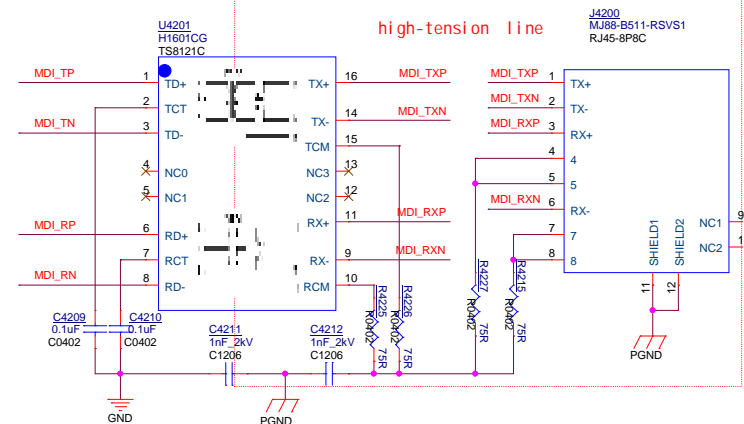 U4201
H1601CG
TS8121C
high-tension line
J4200
MJ88-B511-RSVS1
RJ45-8P8C
MDI_TP
1
TD+
TX+
16
MDI_TXP
MDI_TXP
1
TX+
2
TCT
TX-
14
MDI_TXN
MDI_TXN
2
TX-
MDI_TN
3
TD-
TCM
15
MDI_RXP
3
RX+
4
4
4
NC0
NC3
13
5
5
5
NC1
NC2
12
MDI_RXN
6
RX-
MDI_RP
6
RD+
RX+
11
MDI_RXP
7
7
7
RCT
RX-
9
MDI_RXN
8
8
MDI_RN
8
RD-
RCM
10
SHIELD1
SHIELD2
NC1
9
NC2
1
11
12
C4209
0.1uF
C0402
C4210
0.1uF
C0402
C4211
1nF_2kV
C1206
C4212
1nF_2kV
C1206
R4225
R0402
75R
R4226
R0402
75R
R4227
R0402
75R
R4215
R0402
75R
GND
PGND
PGND